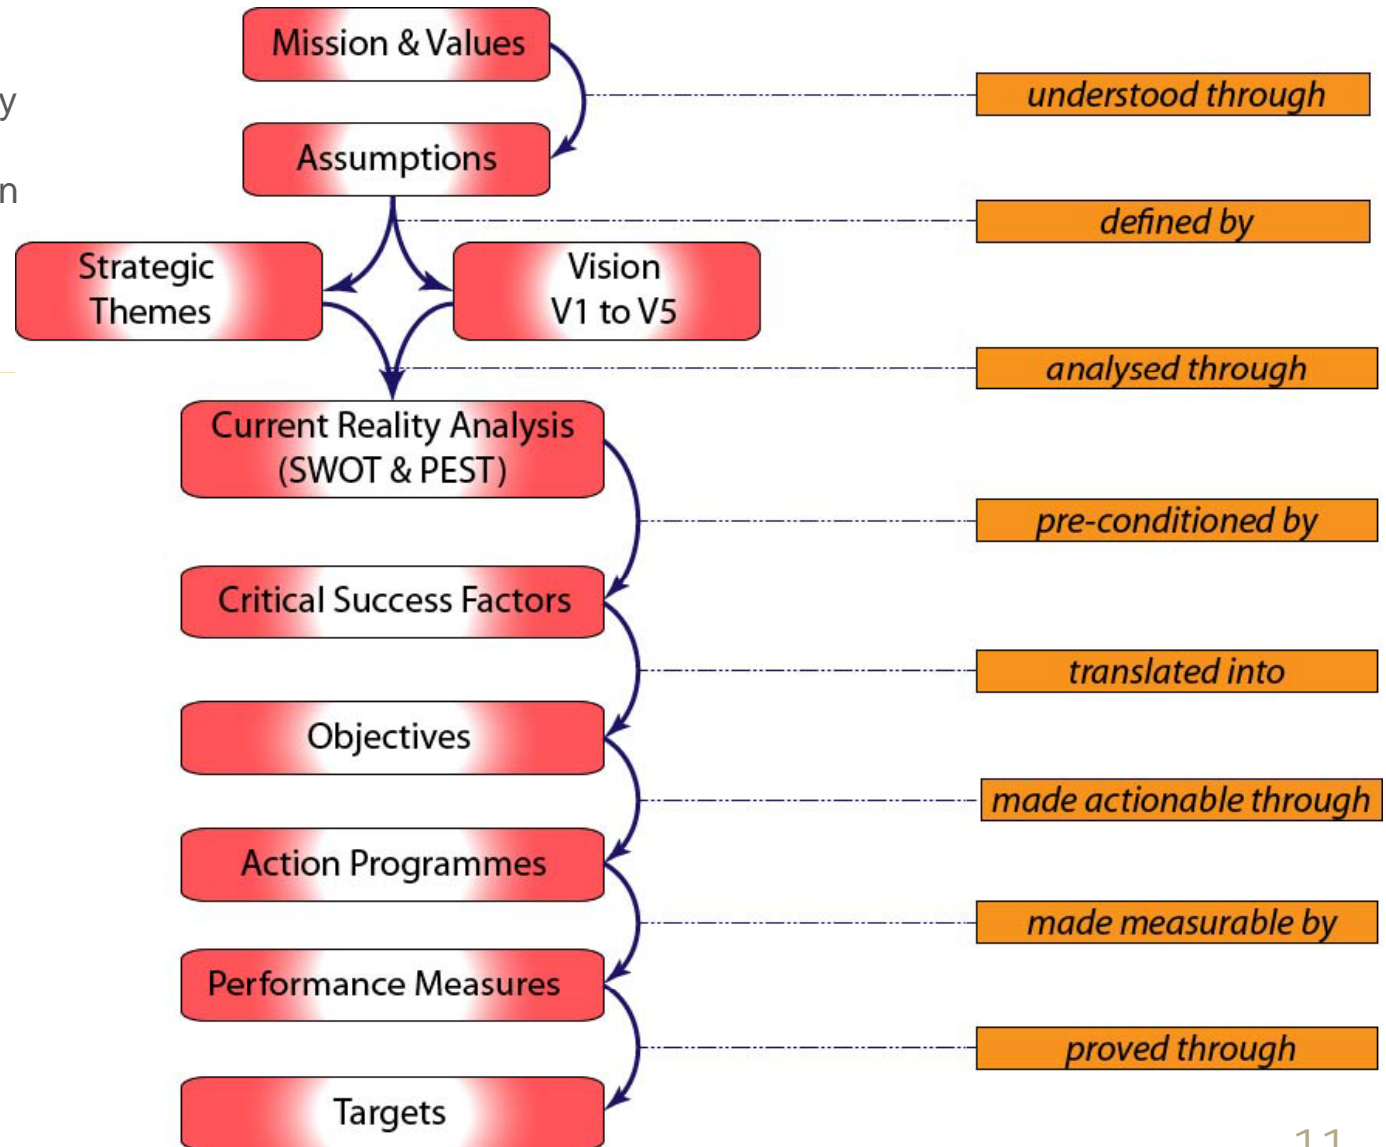 Mission & Values
understood through
y
Assumptions
n
defined by
Strategic
Themes
Vision
V1 to V5
analysed through
Current Reality Analysis
(SWOT & PEST)
pre-conditioned by
Critical Success Factors
translated into
Objectives
made actionable through
Action Programmes
made measurable by
Performance Measures
proved through
Targets
11